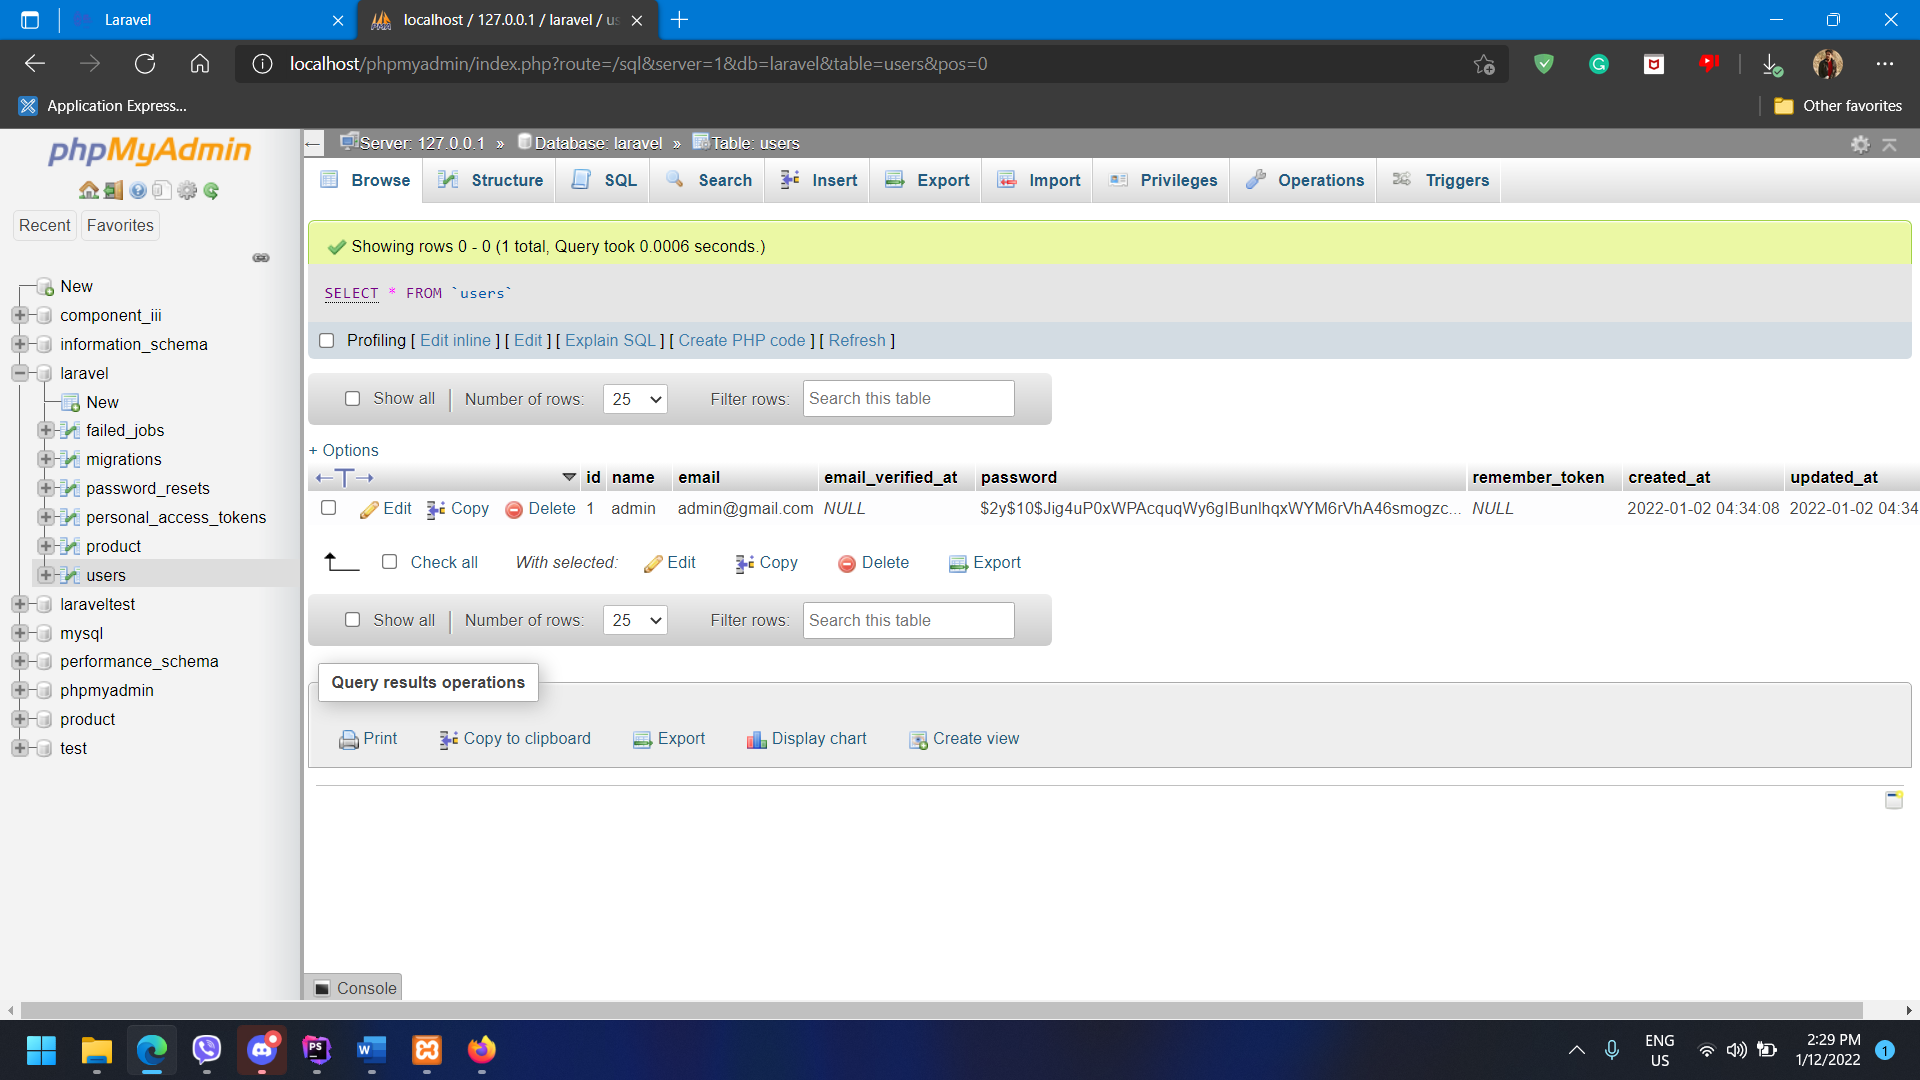 Laravel
localhost / 127.0.0.1 / laravel / us
localhost/phpmyadmin/index.php?route=/sql&server=1&db=laravel&table=users&pos=0
Application Express...
Other favorites
phpMyAdmin
Recent
Favorites
New
component_iii
information_schema
laravel
New
failed_jobs
migrations
password_resets
personal_access_tokens
product
users
laraveltest
mysql
performance_schema
phpmyadmin
product
test
Server: 127.0.0.1 » Database: laravel » Table: users
Browse Structure SQL Search Insert Export Import Privileges Operations Triggers
Showing rows 0 - 0 (1 total, Query took 0.0006 seconds.)
SELECT * FROM `users`
Profiling [ Edit inline ] [ Edit ] [ Explain SQL ] [ Create PHP code ] [ Refresh ]
Show all | Number of rows: 25 Filter rows: Search this table
+ Options
←T→ id name email email_verified_at password remember_token created_at updated_at
Edit Copy Delete 1 admin admin@gmail.com NULL $2y$10$Jig4uP0xWPAcquqWy6gIBunlhqxWYM6rVhA46smogzc... NULL 2022-01-02 04:34:08 2022-01-02 04:34
Check all With selected: Edit Copy Delete Export
Show all | Number of rows: 25 Filter rows: Search this table
Query results operations
Print Copy to clipboard Export Display chart Create view
Console
ENG
US
2:29 PM
1/12/2022
1